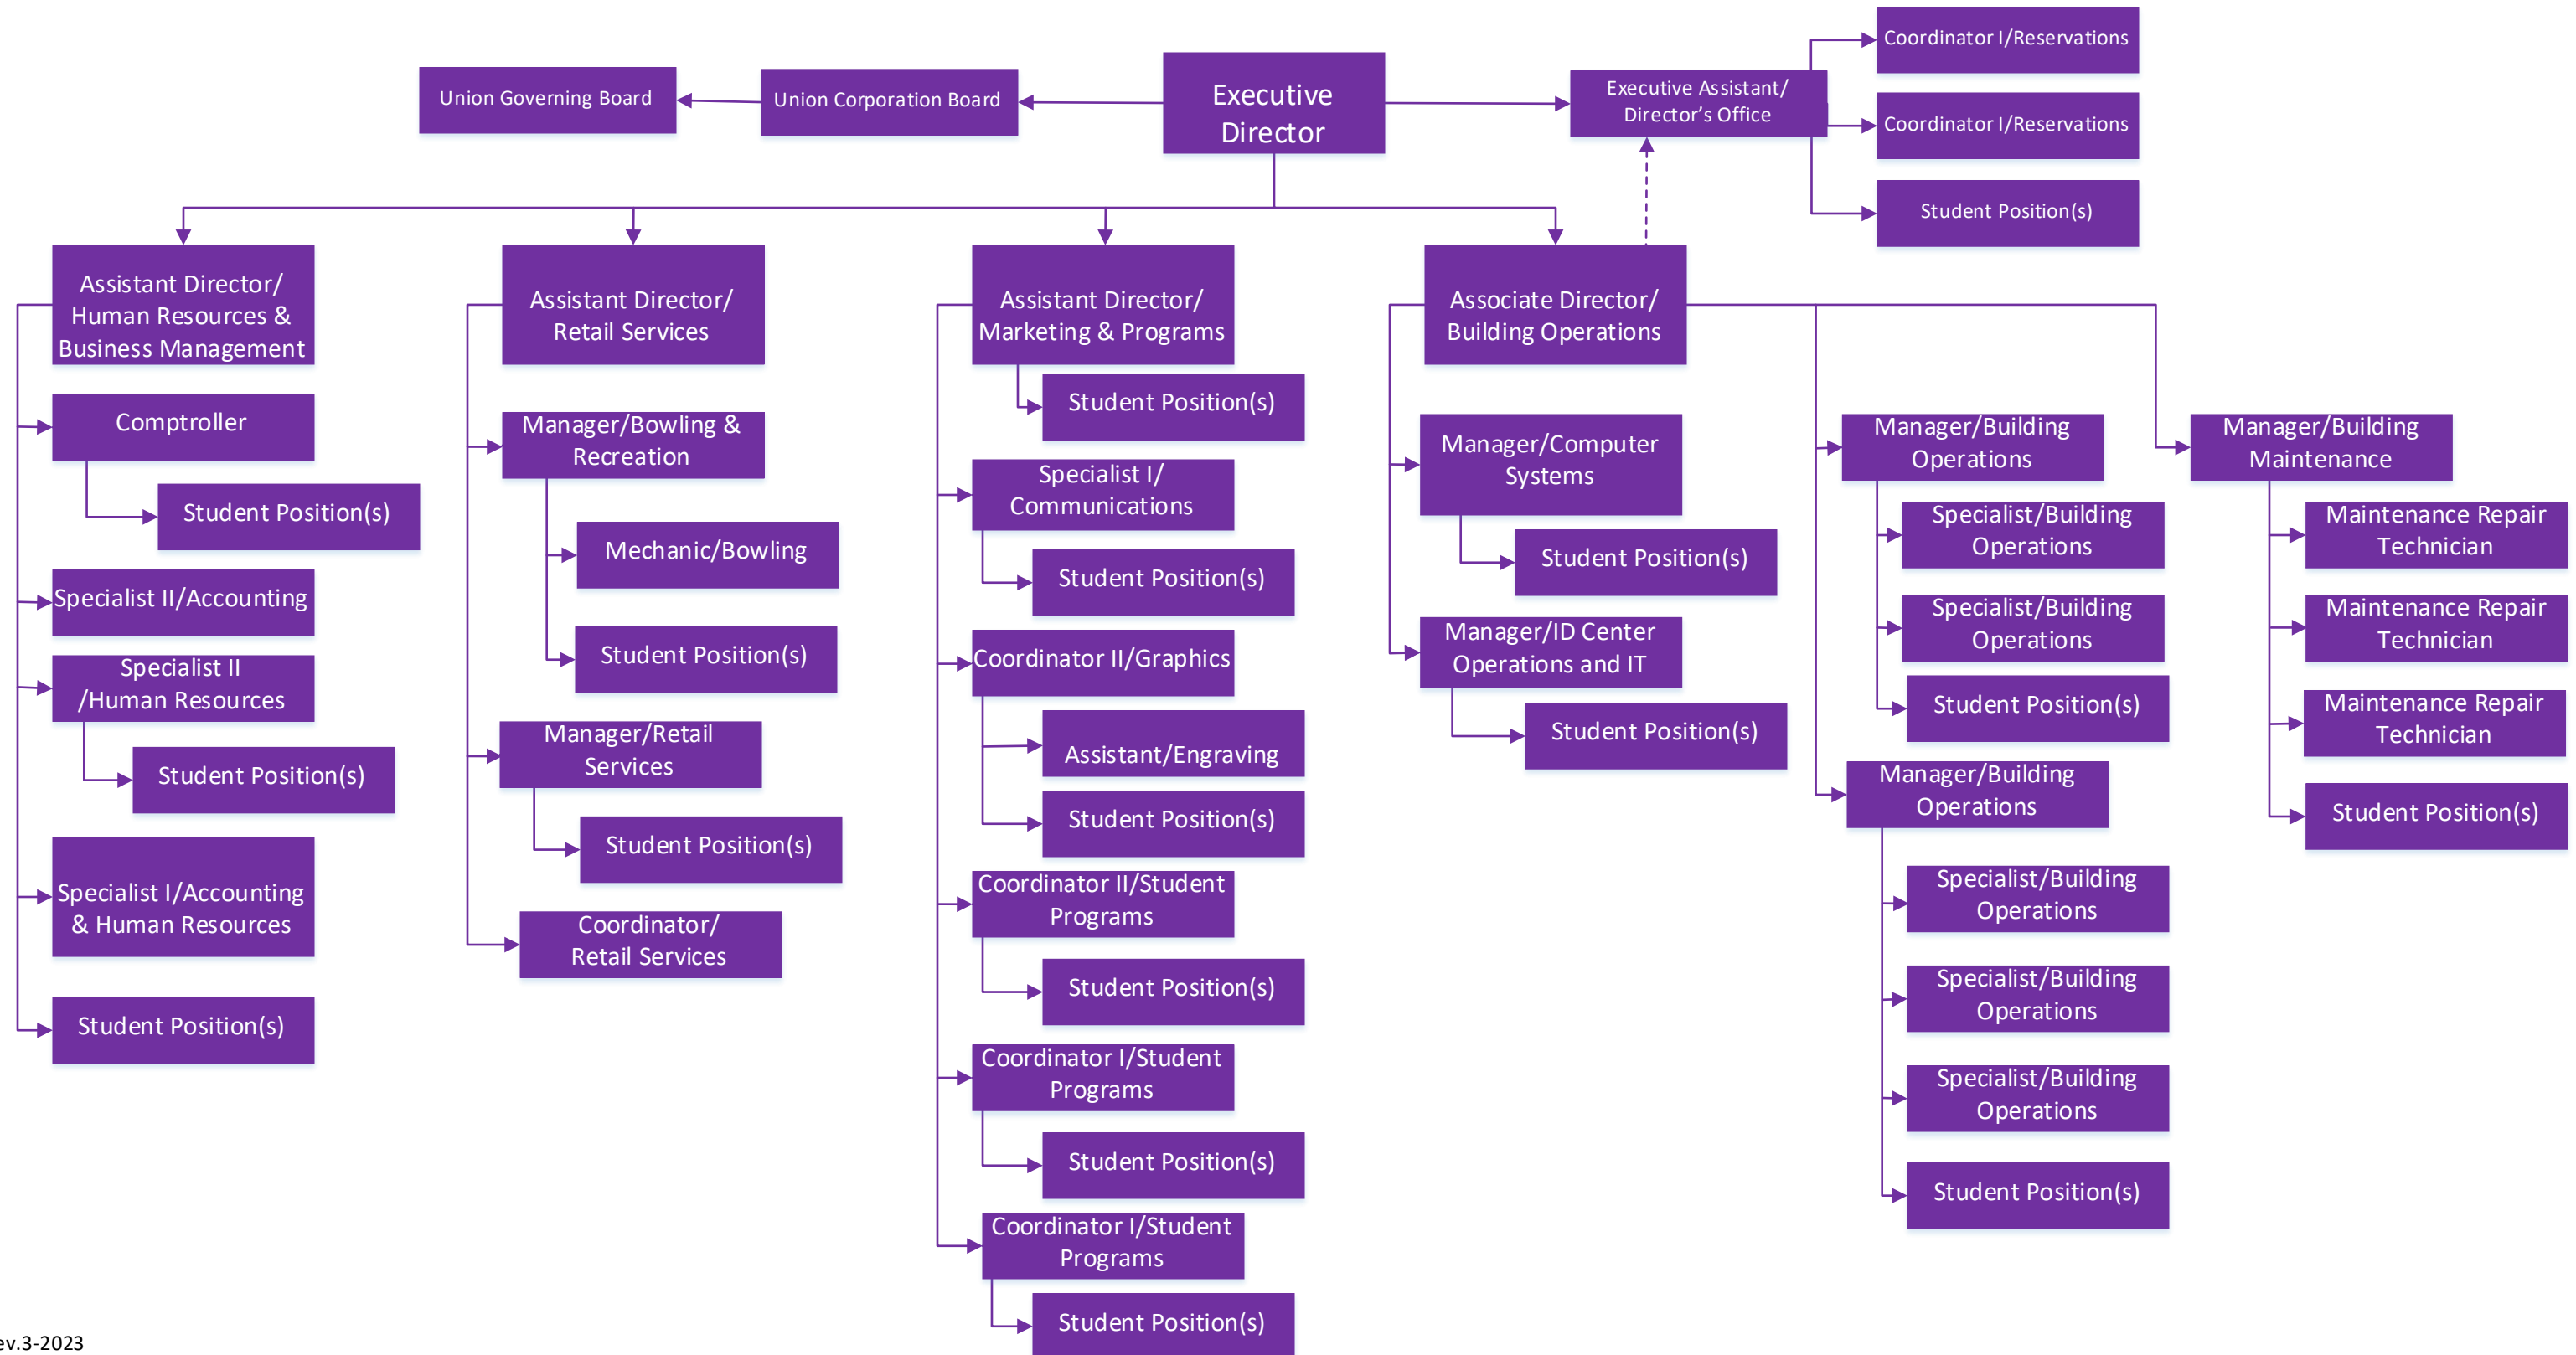 Executive
Director
Union Corporation Board
Union Governing Board
Executive Assistant/
Director's Office
Coordinator I/Reservations
Coordinator I/Reservations
Student Position(s)
Assistant Director/
Human Resources &
Business Management
Comptroller
Student Position(s)
Specialist II/Accounting
Specialist II
/Human Resources
Student Position(s)
Specialist I/Accounting
& Human Resources
Student Position(s)
Assistant Director/
Retail Services
Manager/Bowling &
Recreation
Mechanic/Bowling
Student Position(s)
Manager/Retail
Services
Student Position(s)
Coordinator/
Retail Services
Assistant Director/
Marketing & Programs
Student Position(s)
Specialist I/
Communications
Student Position(s)
Coordinator II/Graphics
Assistant/Engraving
Student Position(s)
Coordinator II/Student
Programs
Student Position(s)
Coordinator I/Student
Programs
Student Position(s)
Coordinator I/Student
Programs
Student Position(s)
Associate Director/
Building Operations
Manager/Computer
Systems
Student Position(s)
Manager/ID Center
Operations and IT
Student Position(s)
Manager/Building
Operations
Specialist/Building
Operations
Specialist/Building
Operations
Student Position(s)
Manager/Building
Operations
Specialist/Building
Operations
Specialist/Building
Operations
Specialist/Building
Operations
Student Position(s)
Manager/Building
Maintenance
Maintenance Repair
Technician
Maintenance Repair
Technician
Maintenance Repair
Technician
Student Position(s)
ev.3-2023